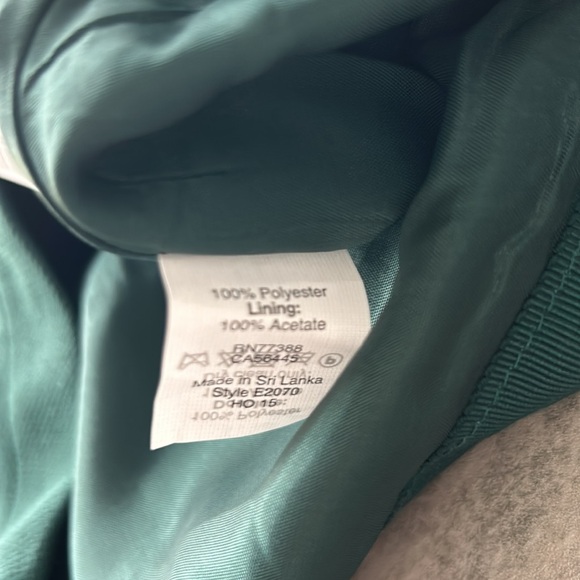 100% Polyester
Lining:
100% Acetate
RN77388
CA56445
Made in Sri Lanka
Style E2070
HO 15